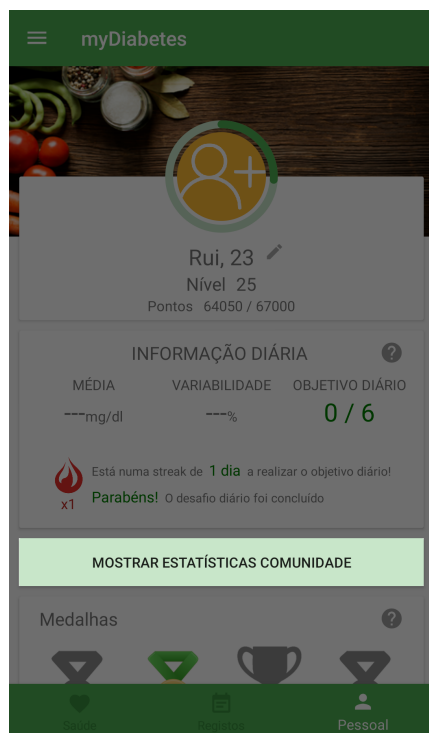 myDiabetes
Rui, 23
Nível 25
Pontos 64050 / 67000
INFORMAÇÃO DIÁRIA
MÉDIA VARIABILIDADE OBJETIVO DIÁRIO
---mg/dl ---% 0 / 6
Está numa streak de 1 dia a realizar o objetivo diário!
x1 Parabéns! O desafio diário foi concluído
MOSTRAR ESTATÍSTICAS COMUNIDADE
Medalhas
Saúde Registos Pessoal